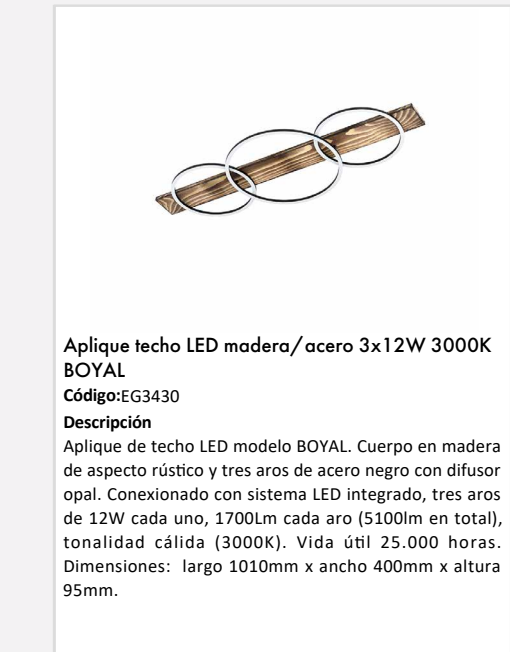 Aplique techo LED madera/acero 3x12W 3000K
BOYAL
Código:EG3430
Descripción
Aplique de techo LED modelo BOYAL. Cuerpo en madera
de aspecto rústico y tres aros de acero negro con difusor
opal. Conexionado con sistema LED integrado, tres aros
de 12W cada uno, 1700Lm cada aro (5100lm en total),
tonalidad cálida (3000K). Vida útil 25.000 horas.
Dimensiones: largo 1010mm x ancho 400mm x altura
95mm.